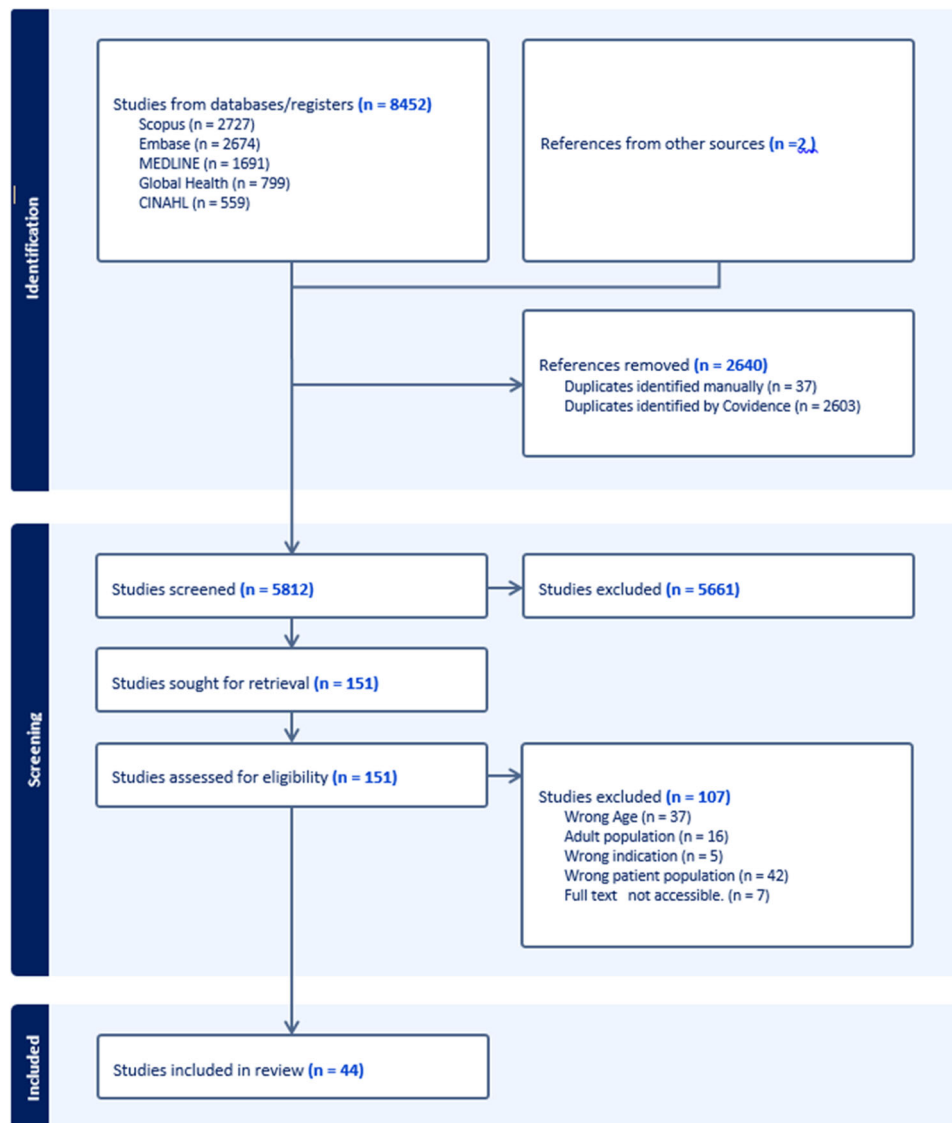 Identification
Studies from databases/registers (n = 8452)
Scopus (n = 2727)
Embase (n = 2674)
MEDLINE (n = 1691)
Global Health (n = 799)
CINAHL (n = 559)
References from other sources (n =2 )
References removed (n = 2640)
Duplicates identified manually (n = 37)
Duplicates identified by Covidence (n = 2603)
Screening
Studies screened (n = 5812)
Studies excluded (n = 5661)
Studies sought for retrieval (n = 151)
Studies assessed for eligibility (n = 151)
Studies excluded (n = 107)
Wrong Age (n = 37)
Adult population (n = 16)
Wrong indication (n = 5)
Wrong patient population (n = 42)
Full text  not accessible. (n = 7)
Included
Studies included in review (n = 44)